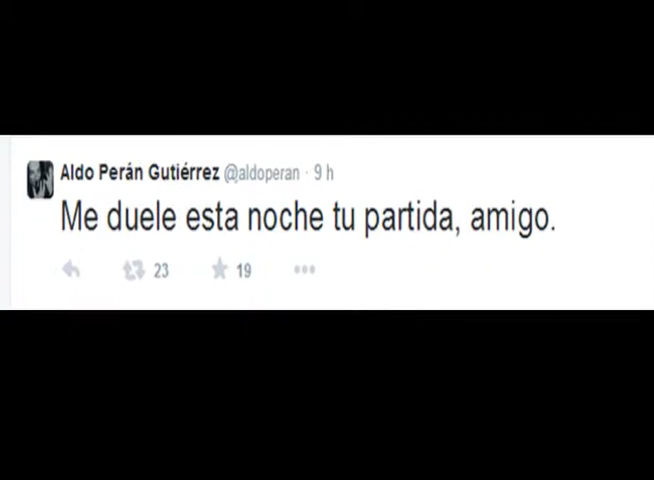 Aldo Perán Gutiérrez @aldoperan · 9 h
Me duele esta noche tu partida, amigo.
23 19